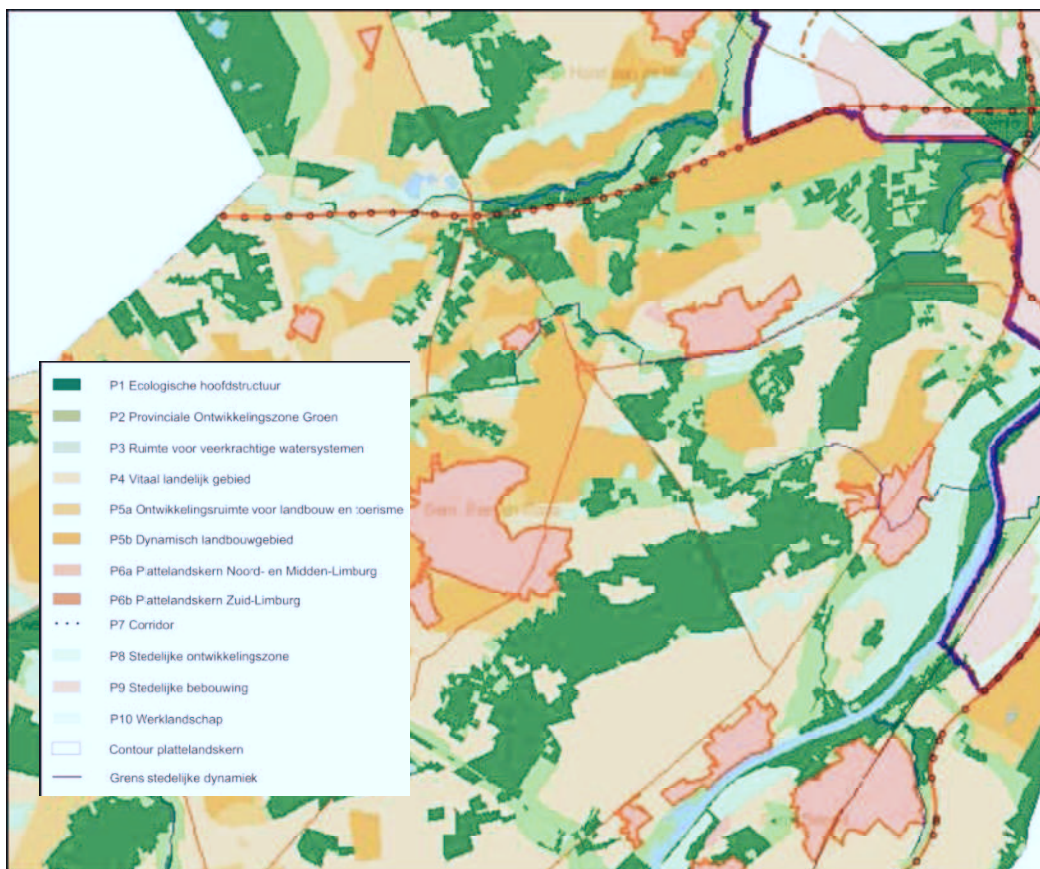 P1 Ecologische hoofdstructuur
P2 Provinciale Ontwikkelingszone Groen
P3 Ruimte voor veerkrachtige watersystemen
P4 Vitaal landelijk gebied
P5a Ontwikkelingsruimte voor landbouw en toerisme
P5b Dynamisch landbouwgebied
P6a Plattelandskern Noord- en Midden-Limburg
P6b Plattelandskern Zuid-Limburg
P7 Corridor
P8 Stedelijke ontwikkelingszone
P9 Stedelijke bebouwing
P10 Werklandschap
Contour plattelandskern
Grens stedelijke dynamiek